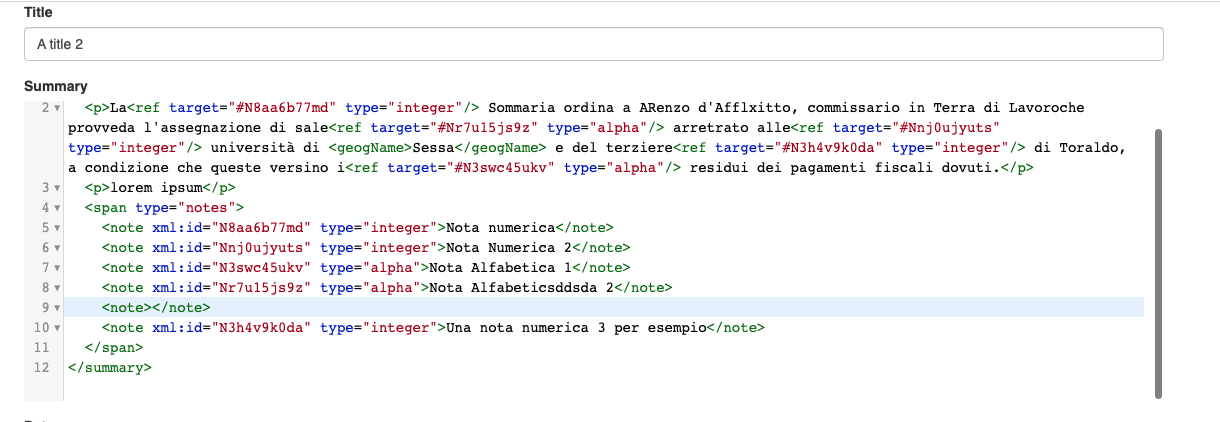 Title
A title 2
Summary
2 <p>La<ref target="#N8aa6b77md" type="integer"/> Sommaria ordina a ARenzo d'Afflxitto, commissario in Terra di Lavoroche
provveda l'assegnazione di sale<ref target="#Nr7u15js9z" type="alpha"/> arretrato alle<ref target="#Nnj0ujyuts"
type="integer"/> università di <geogName>Sessa</geogName> e del terziere<ref target="#N3h4v9k0da" type="integer"/> di Toraldo,
a condizione che queste versino i<ref target="#N3swc45ukv" type="alpha"/> residui dei pagamenti fiscali dovuti.</p>
3 <p>lorem ipsum</p>
4 <span type="notes">
5 <note xml:id="N8aa6b77md" type="integer">Nota numerica</note>
6 <note xml:id="Nnj0ujyuts" type="integer">Nota Numerica 2</note>
7 <note xml:id="N3swc45ukv" type="alpha">Nota Alfabetica 1</note>
8 <note xml:id="Nr7u15js9z" type="alpha">Nota Alfabeticsddsda 2</note>
9 <note></note>
10 <note xml:id="N3h4v9k0da" type="integer">Una nota numerica 3 per esempio</note>
11 </span>
12 </summary>